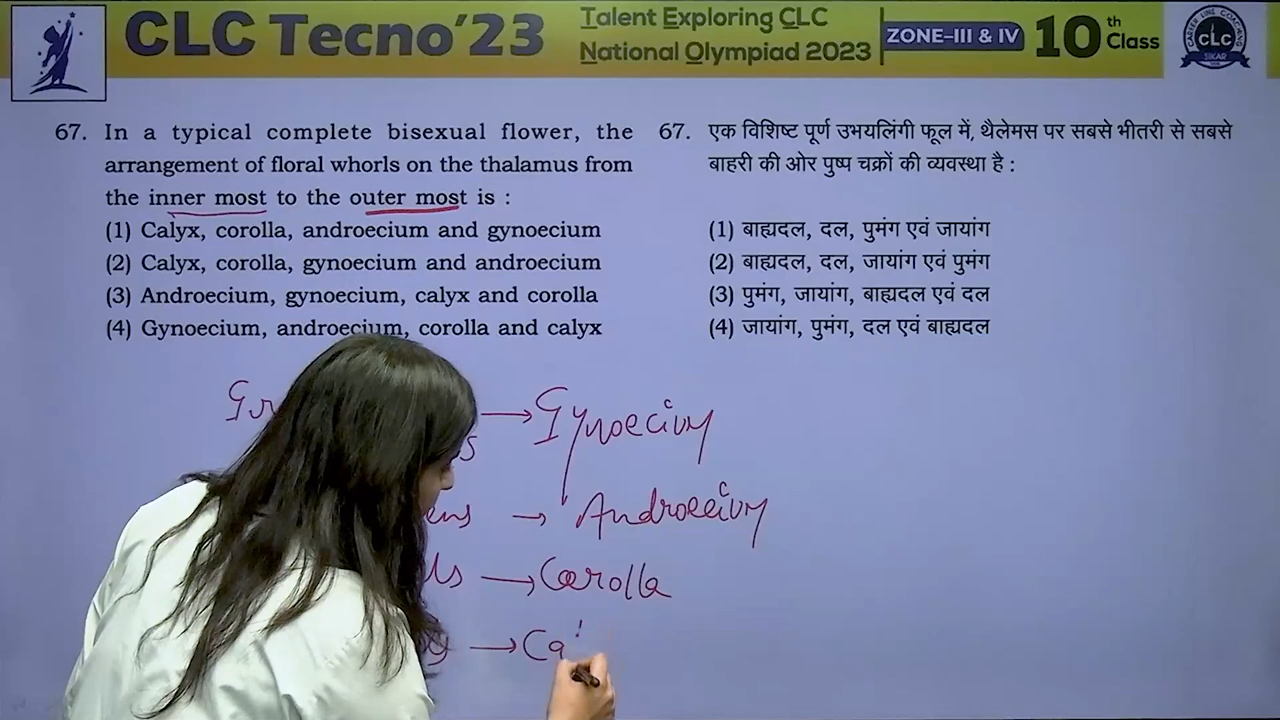 CLC Tecno'23
Talent Exploring CLC
National Olympiad 2023
ZONE–III & IV
10th Class
CLC
SIKAR
67. In a typical complete bisexual flower, the
arrangement of floral whorls on the thalamus from
the inner most to the outer most is :
(1) Calyx, corolla, androecium and gynoecium
(2) Calyx, corolla, gynoecium and androecium
(3) Androecium, gynoecium, calyx and corolla
(4) Gynoecium, androecium, corolla and calyx
67. एक विशिष्ट पूर्ण उभयलिंगी फूल में, थैलेमस पर सबसे भीतरी से सबसे
बाहरी की ओर पुष्प चक्रों की व्यवस्था है :
(1) बाह्यदल, दल, पुमंग एवं जायांग
(2) बाह्यदल, दल, जायांग एवं पुमंग
(3) पुमंग, जायांग, बाह्यदल एवं दल
(4) जायांग, पुमंग, दल एवं बाह्यदल
→ Gynoecium
→ Androecium
→ Corolla
→ Ca